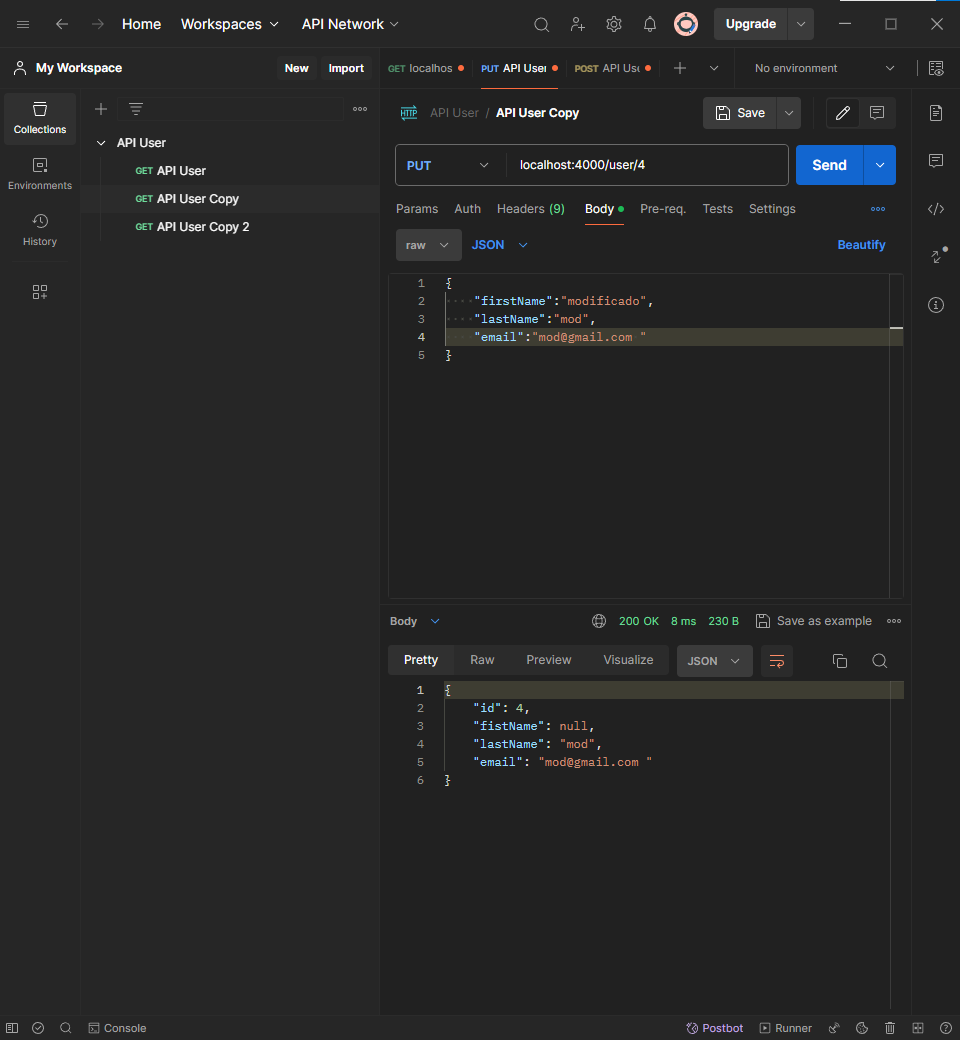 Home Workspaces API Network Upgrade
My Workspace New Import GET localhos PUT API User POST API Use No environment
Collections
Environments
History
API User
GET API User
GET API User Copy
GET API User Copy 2
HTTP API User / API User Copy Save
PUT localhost:4000/user/4 Send
Params Auth Headers (9) Body Pre-req. Tests Settings
raw JSON Beautify
1 {
2 "firstName":"modificado",
3 "lastName":"mod",
4 "email":"mod@gmail.com "
5 }
Body 200 OK 8 ms 230 B Save as example
Pretty Raw Preview Visualize JSON
1 {
2 "id": 4,
3 "fistName": null,
4 "lastName": "mod",
5 "email": "mod@gmail.com "
6 }
Console Postbot Runner